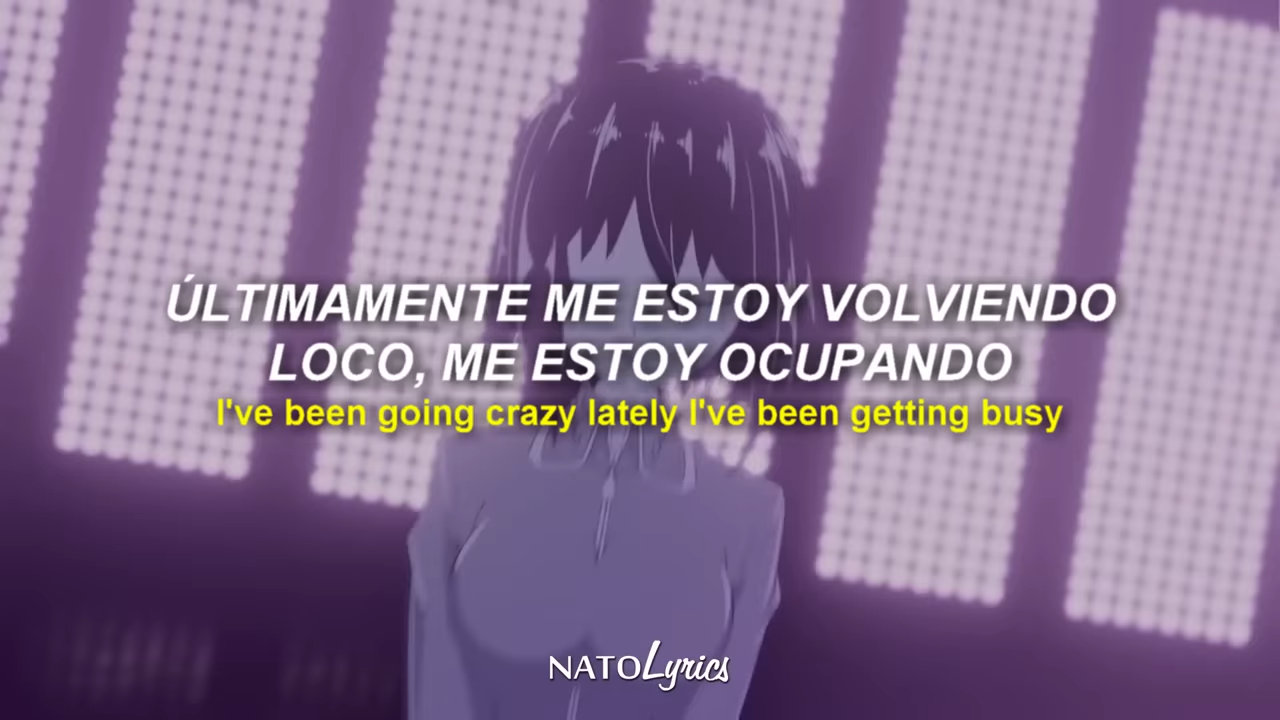 ÚLTIMAMENTE ME ESTOY VOLVIENDO
LOCO, ME ESTOY OCUPANDO
I've been going crazy lately I've been getting busy
NATOLyrics